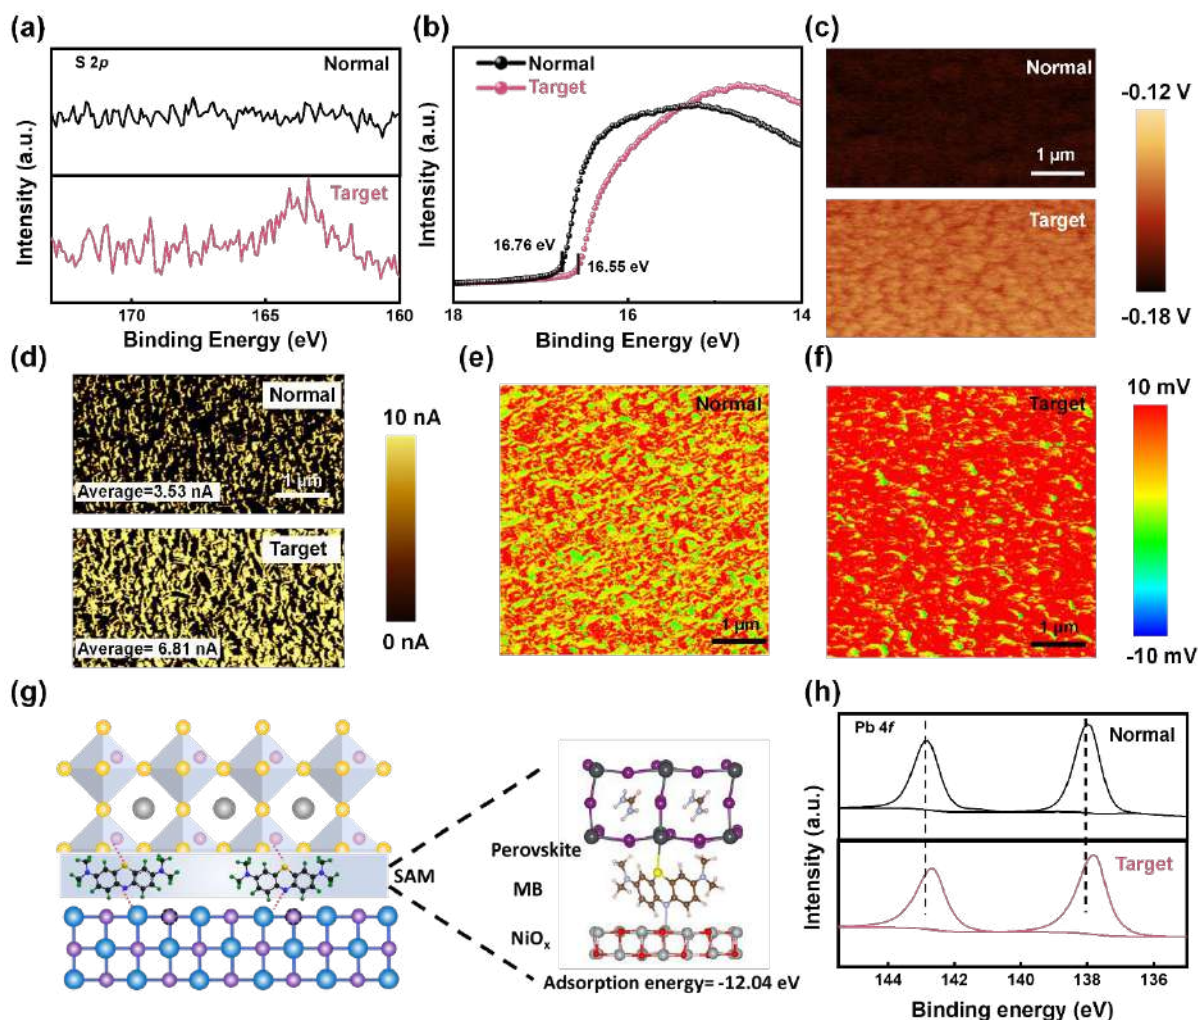 (a)
S 2p
Normal
Target
Intensity (a.u.)
170
165
160
Binding Energy (eV)
(b)
Normal
Target
16.76 eV
16.55 eV
Intensity (a.u.)
18
16
14
Binding Energy (eV)
(c)
Normal
1 µm
Target
-0.12 V
-0.18 V
(d)
Normal
1 µm
Average=3.53 nA
Target
Average= 6.81 nA
10 nA
0 nA
(e)
Normal
1 µm
(f)
Target
1 µm
10 mV
-10 mV
(g)
SAM
Perovskite
MB
NiOx
Adsorption energy= -12.04 eV
(h)
Pb 4f
Normal
Target
Intensity (a.u.)
144
142
140
138
136
Binding energy (eV)